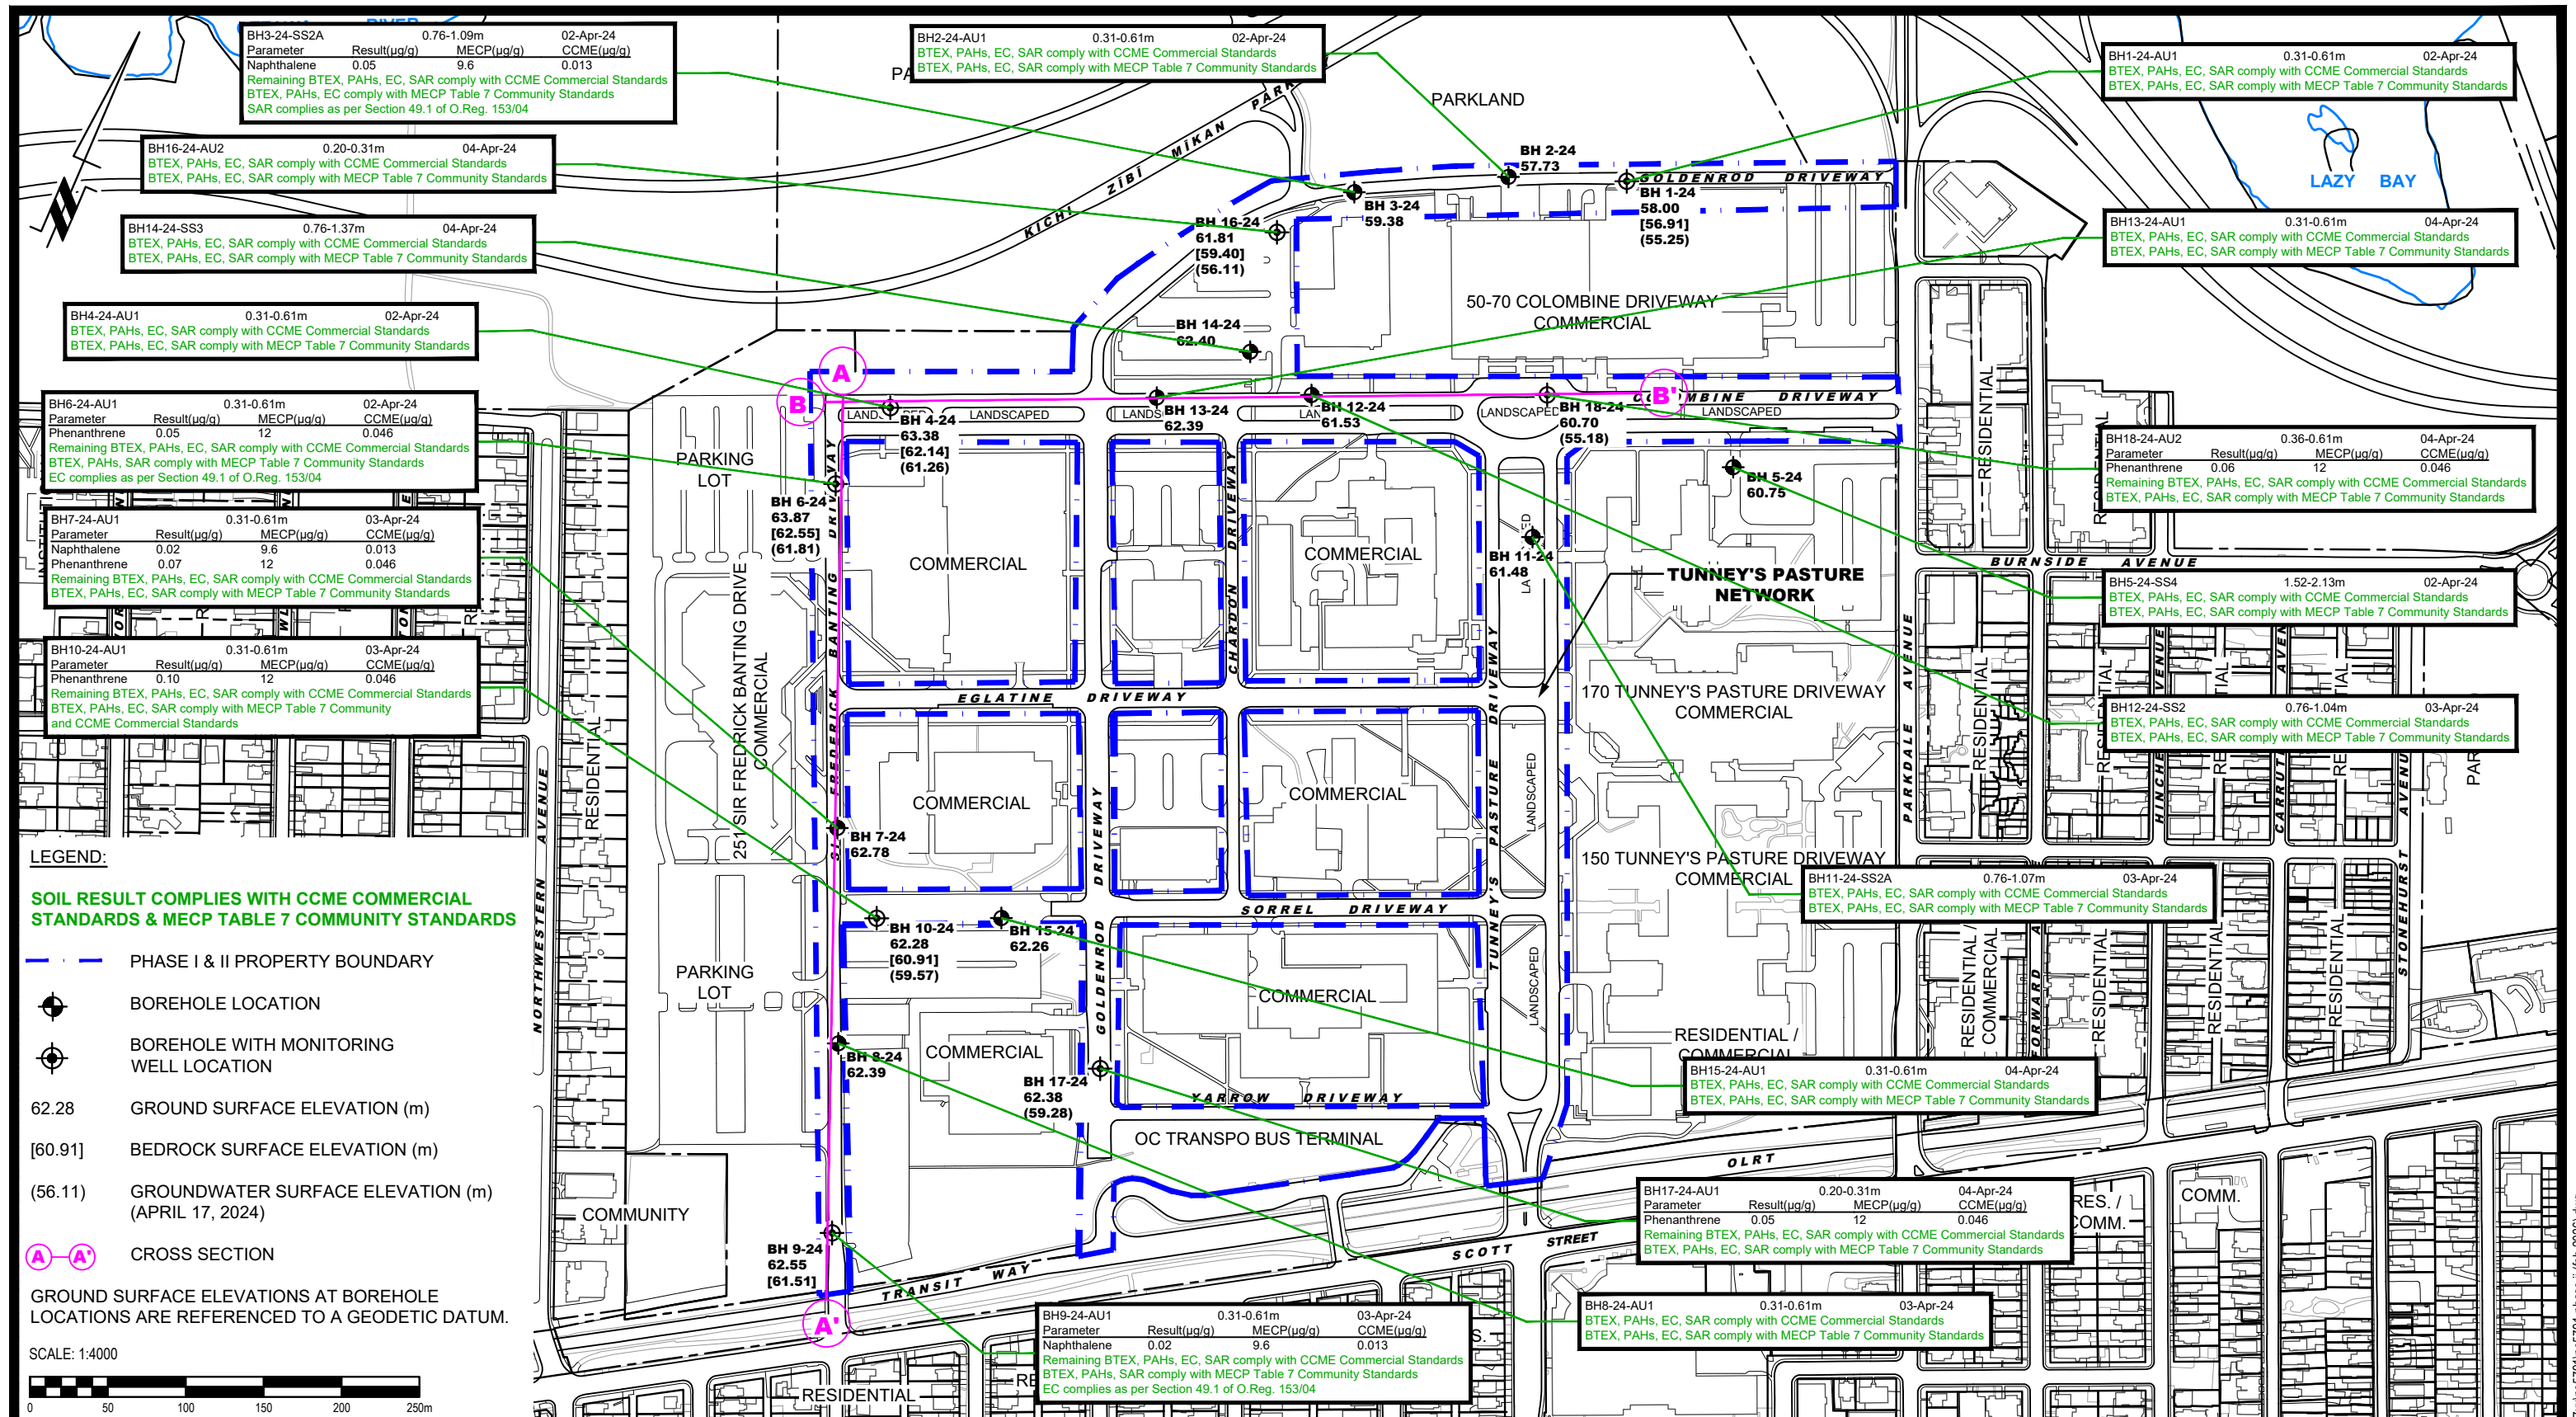 BH3-24-SS2A 0.76-1.09m 02-Apr-24
Parameter Result(µg/g) MECP(µg/g) CCME(µg/g)
Naphthalene 0.05 9.6 0.013
Remaining BTEX, PAHs, EC, SAR comply with CCME Commercial Standards
BTEX, PAHs, EC comply with MECP Table 7 Community Standards
SAR complies as per Section 49.1 of O.Reg. 153/04
BH2-24-AU1 0.31-0.61m 02-Apr-24
BTEX, PAHs, EC, SAR comply with CCME Commercial Standards
BTEX, PAHs, EC, SAR comply with MECP Table 7 Community Standards
BH1-24-AU1 0.31-0.61m 02-Apr-24
BTEX, PAHs, EC, SAR comply with CCME Commercial Standards
BTEX, PAHs, EC, SAR comply with MECP Table 7 Community Standards
BH16-24-AU2 0.20-0.31m 04-Apr-24
BTEX, PAHs, EC, SAR comply with CCME Commercial Standards
BTEX, PAHs, EC, SAR comply with MECP Table 7 Community Standards
BH14-24-SS3 0.76-1.37m 04-Apr-24
BTEX, PAHs, EC, SAR comply with CCME Commercial Standards
BTEX, PAHs, EC, SAR comply with MECP Table 7 Community Standards
BH13-24-AU1 0.31-0.61m 04-Apr-24
BTEX, PAHs, EC, SAR comply with CCME Commercial Standards
BTEX, PAHs, EC, SAR comply with MECP Table 7 Community Standards
BH4-24-AU1 0.31-0.61m 02-Apr-24
BTEX, PAHs, EC, SAR comply with CCME Commercial Standards
BTEX, PAHs, EC, SAR comply with MECP Table 7 Community Standards
BH6-24-AU1 0.31-0.61m 02-Apr-24
Parameter Result(µg/g) MECP(µg/g) CCME(µg/g)
Phenanthrene 0.05 12 0.046
Remaining BTEX, PAHs, EC, SAR comply with CCME Commercial Standards
BTEX, PAHs, SAR comply with MECP Table 7 Community Standards
EC complies as per Section 49.1 of O.Reg. 153/04
BH7-24-AU1 0.31-0.61m 03-Apr-24
Parameter Result(µg/g) MECP(µg/g) CCME(µg/g)
Naphthalene 0.02 9.6 0.013
Phenanthrene 0.07 12 0.046
Remaining BTEX, PAHs, EC, SAR comply with CCME Commercial Standards
BTEX, PAHs, EC, SAR comply with MECP Table 7 Community Standards
BH10-24-AU1 0.31-0.61m 03-Apr-24
Parameter Result(µg/g) MECP(µg/g) CCME(µg/g)
Phenanthrene 0.10 12 0.046
Remaining BTEX, PAHs, EC, SAR comply with CCME Commercial Standards
BTEX, PAHs, EC, SAR comply with MECP Table 7 Community
and CCME Commercial Standards
BH18-24-AU2 0.36-0.61m 04-Apr-24
Parameter Result(µg/g) MECP(µg/g) CCME(µg/g)
Phenanthrene 0.06 12 0.046
Remaining BTEX, PAHs, EC, SAR comply with CCME Commercial Standards
BTEX, PAHs, EC, SAR comply with MECP Table 7 Community Standards
BH5-24-SS4 1.52-2.13m 02-Apr-24
BTEX, PAHs, EC, SAR comply with CCME Commercial Standards
BTEX, PAHs, EC, SAR comply with MECP Table 7 Community Standards
BH12-24-SS2 0.76-1.04m 03-Apr-24
BTEX, PAHs, EC, SAR comply with CCME Commercial Standards
BTEX, PAHs, EC, SAR comply with MECP Table 7 Community Standards
BH11-24-SS2A 0.76-1.07m 03-Apr-24
BTEX, PAHs, EC, SAR comply with CCME Commercial Standards
BTEX, PAHs, EC, SAR comply with MECP Table 7 Community Standards
BH15-24-AU1 0.31-0.61m 04-Apr-24
BTEX, PAHs, EC, SAR comply with CCME Commercial Standards
BTEX, PAHs, EC, SAR comply with MECP Table 7 Community Standards
BH17-24-AU1 0.20-0.31m 04-Apr-24
Parameter Result(µg/g) MECP(µg/g) CCME(µg/g)
Phenanthrene 0.05 12 0.046
Remaining BTEX, PAHs, EC, SAR comply with CCME Commercial Standards
BTEX, PAHs, EC, SAR comply with MECP Table 7 Community Standards
BH8-24-AU1 0.31-0.61m 03-Apr-24
BTEX, PAHs, EC, SAR comply with CCME Commercial Standards
BTEX, PAHs, EC, SAR comply with MECP Table 7 Community Standards
BH9-24-AU1 0.31-0.61m 03-Apr-24
Parameter Result(µg/g) MECP(µg/g) CCME(µg/g)
Naphthalene 0.02 9.6 0.013
Remaining BTEX, PAHs, EC, SAR comply with CCME Commercial Standards
BTEX, PAHs, SAR comply with MECP Table 7 Community Standards
EC complies as per Section 49.1 of O.Reg. 153/04
RIVER
PARKLAND
LAZY BAY
KICHI ZĪBĪ MĪKAN
PARK
GOLDENROD DRIVEWAY
BH 2-24
57.73
BH 1-24
58.00
[56.91]
(55.25)
BH 3-24
59.38
BH 16-24
61.81
[59.40]
(56.11)
50-70 COLOMBINE DRIVEWAY
COMMERCIAL
BH 14-24
62.40
A
B
B'
LANDSCAPED
LANDSCAPED
LANDSCAPED
BH 4-24
63.38
[62.14]
(61.26)
BH 13-24
62.39
BH 12-24
61.53
BH 18-24
60.70
(55.18)
DRIVEWAY
BH 5-24
60.75
PARKING
LOT
BH 6-24
63.87
[62.55]
(61.81)
COMMERCIAL
COMMERCIAL
CHARDON DRIVEWAY
BH 11-24
61.48
TUNNEY'S PASTURE
NETWORK
RESIDENTIAL
BURNSIDE AVENUE
251 SIR FREDRICK BANTING DRIVE
COMMERCIAL
FREDERICK BANTING
EGLATINE DRIVEWAY
170 TUNNEY'S PASTURE DRIVEWAY
COMMERCIAL
RESIDENTIAL
COMMERCIAL
COMMERCIAL
LANDSCAPED
RESIDENTIAL
PARKDALE AVENUE
NORTHWESTERN AVENUE
BH 7-24
62.78
150 TUNNEY'S PASTURE DRIVEWAY
COMMERCIAL
TUNNEY'S PASTURE DRIVEWAY
STONEHURST AVENUE
GOLDENROD DRIVEWAY
SORREL DRIVEWAY
BH 10-24
62.28
[60.91]
(59.57)
BH 15-24
62.26
PARKING
LOT
COMMERCIAL
LANDSCAPED
RESIDENTIAL /
COMMERCIAL
FORWARD
RESIDENTIAL
RESIDENTIAL
RESIDENTIAL
BH 8-24
62.39
COMMERCIAL
BH 17-24
62.38
(59.28)
RESIDENTIAL /
COMMERCIAL
YARROW DRIVEWAY
OC TRANSPO BUS TERMINAL
OLRT
COMMUNITY
BH 9-24
62.55
[61.51]
A'
TRANSIT WAY
SCOTT STREET
RES. /
COMM.
COMM.
RESIDENTIAL
LEGEND:
SOIL RESULT COMPLIES WITH CCME COMMERCIAL
STANDARDS & MECP TABLE 7 COMMUNITY STANDARDS
PHASE I & II PROPERTY BOUNDARY
BOREHOLE LOCATION
BOREHOLE WITH MONITORING
WELL LOCATION
62.28 GROUND SURFACE ELEVATION (m)
[60.91] BEDROCK SURFACE ELEVATION (m)
(56.11) GROUNDWATER SURFACE ELEVATION (m)
(APRIL 17, 2024)
A A' CROSS SECTION
GROUND SURFACE ELEVATIONS AT BOREHOLE
LOCATIONS ARE REFERENCED TO A GEODETIC DATUM.
SCALE: 1:4000
0 50 100 150 200 250m